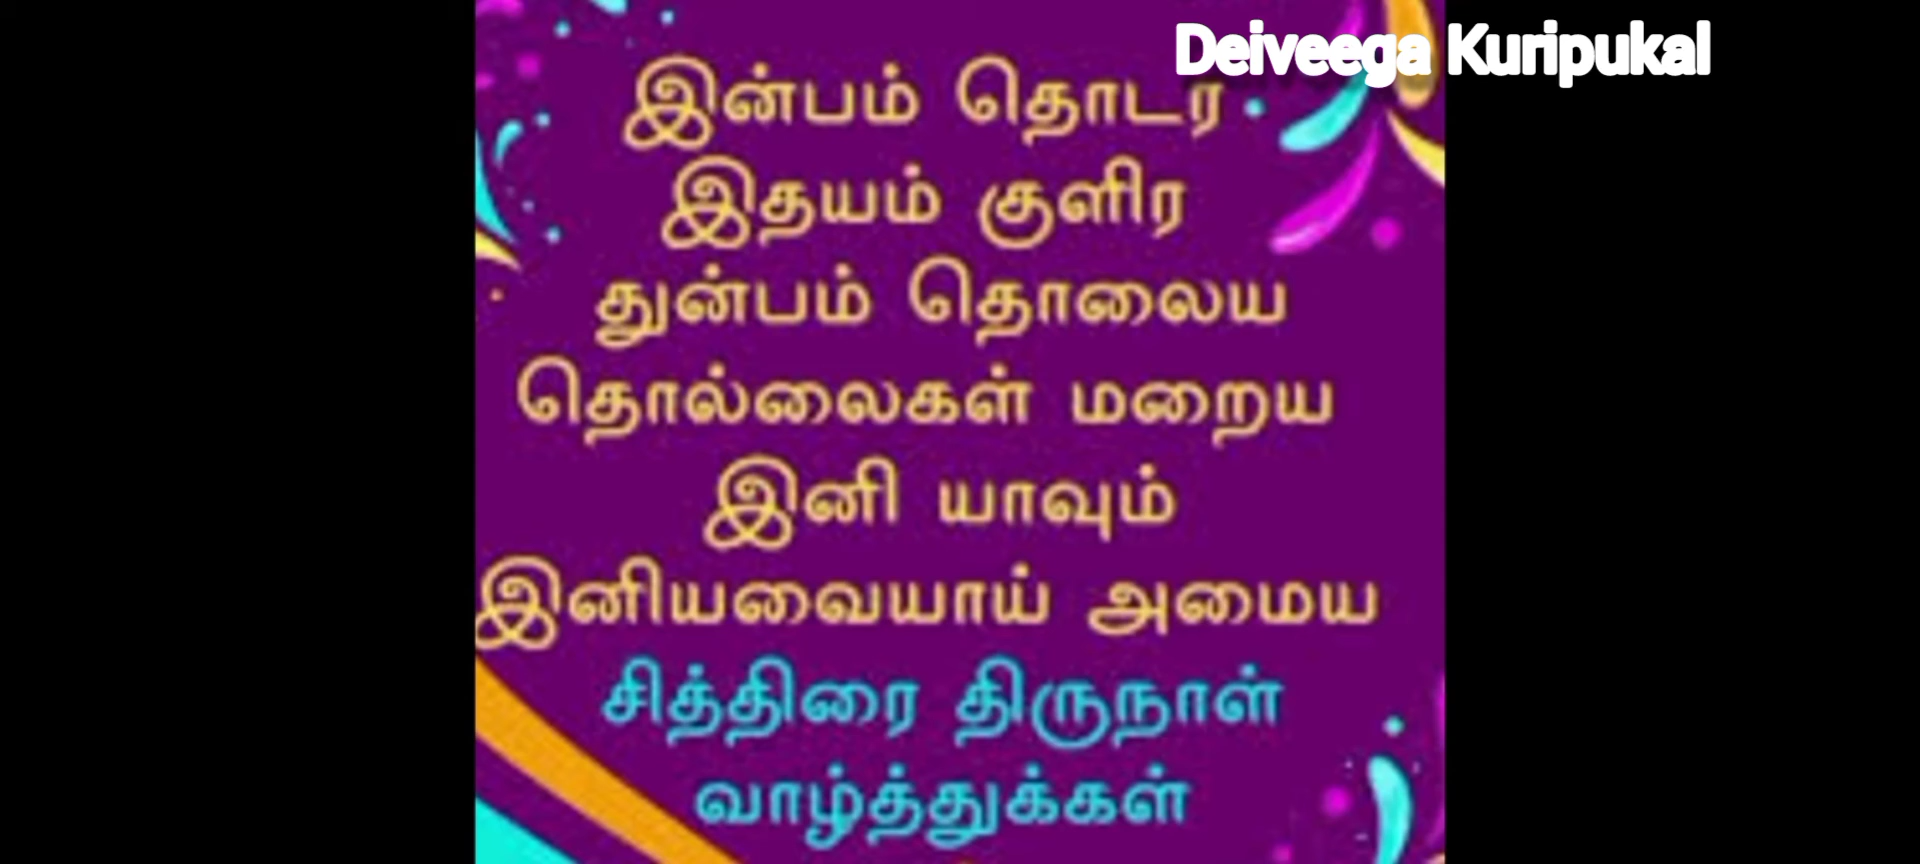 Deiveega Kuripukal
இன்பம் தொடர
இதயம் குளிர
துன்பம் தொலைய
தொல்லைகள் மறைய
இனி யாவும்
இனியவையாய் அமைய
சித்திரை திருநாள்
வாழ்த்துக்கள்